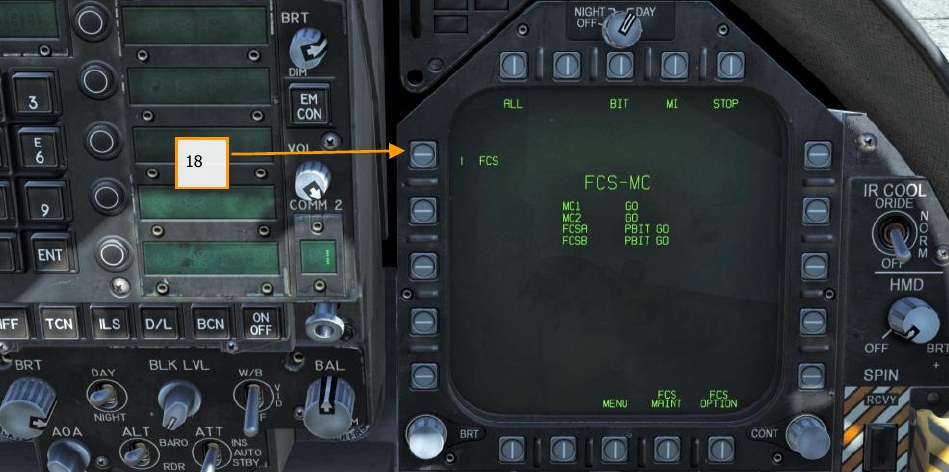 BRT
NIGHT
DAY
OFF
DIM
EM
CON
3
ALL
BIT
MI
STOP
E
6
VOL
18
FCS
FCS-MC
MC1 GO
MC2 GO
FCSA PBIT GO
FCSB PBIT GO
IR COOL
ORIDE
NORM
OFF
9
COMM 2
ENT
HMD
TCN
ILS
D/L
BCN
ON
OFF
OFF
BRT
BRT
BLK LVL
DAY
NIGHT
W/B
VID
F
BAL
SPIN
RCVY
MENU
FCS
MAINT
FCS
OPTION
BRT
CONT
AOA
ALT
BARO
RDR
ATT
INS
AUTO
STBY